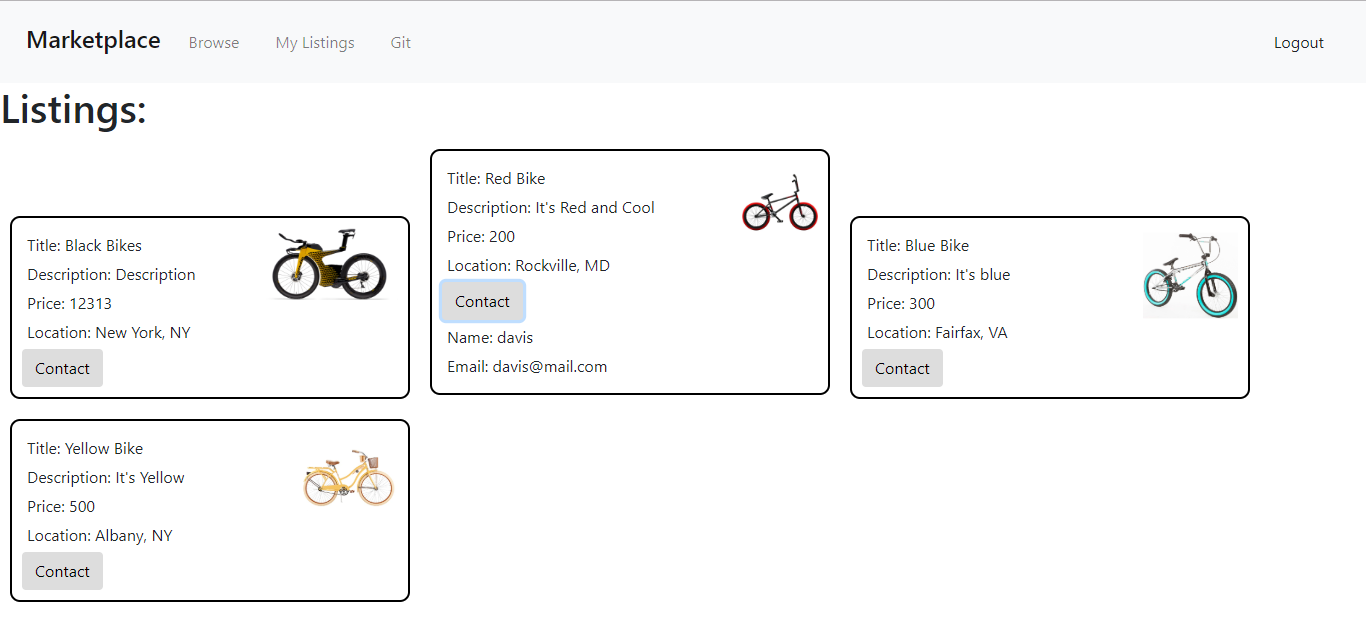 Marketplace Browse My Listings Git Logout
Listings:
Title: Black Bikes
Description: Description
Price: 12313
Location: New York, NY
Contact
Title: Red Bike
Description: It's Red and Cool
Price: 200
Location: Rockville, MD
Contact
Name: davis
Email: davis@mail.com
Title: Blue Bike
Description: It's blue
Price: 300
Location: Fairfax, VA
Contact
Title: Yellow Bike
Description: It's Yellow
Price: 500
Location: Albany, NY
Contact